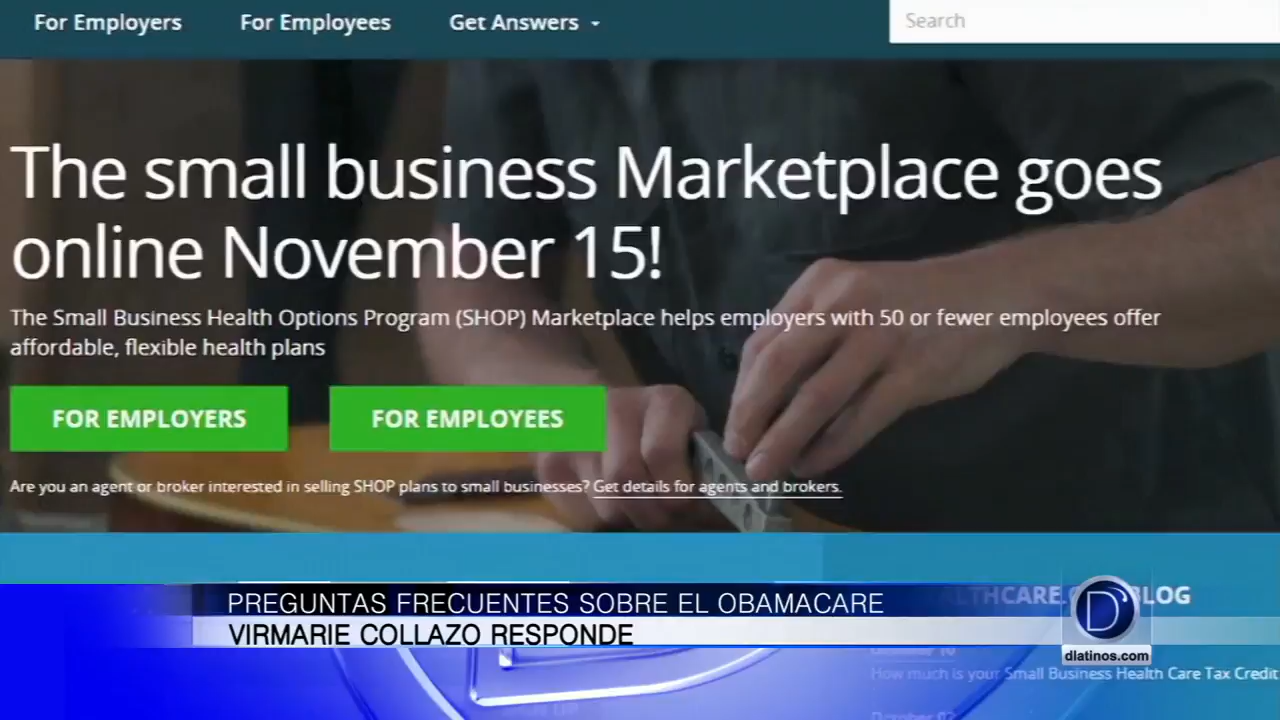 For Employers For Employees Get Answers Search
The small business Marketplace goes
online November 15!
The Small Business Health Options Program (SHOP) Marketplace helps employers with 50 or fewer employees offer
affordable, flexible health plans
FOR EMPLOYERS FOR EMPLOYEES
Are you an agent or broker interested in selling SHOP plans to small businesses? Get details for agents and brokers.
PREGUNTAS FRECUENTES SOBRE EL OBAMACARE
VIRMARIE COLLAZO RESPONDE
BLOG
D
dlatinos.com
How much is your Small Business Health Care Tax Credit